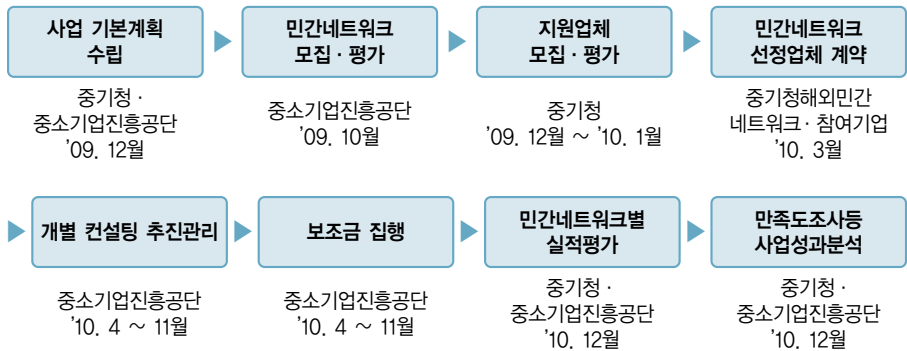 사업 기본계획
수립
민간네트워크
모집 · 평가
지원업체
모집 · 평가
민간네트워크
선정업체 계약
중기청 ·
중소기업진흥공단
'09. 12월
중소기업진흥공단
'09. 10월
중기청
'09. 12월 ~ '10. 1월
중기청해외민간
네트워크 · 참여기업
'10. 3월
개별 컨설팅 추진관리
보조금 집행
민간네트워크별
실적평가
만족도조사등
사업성과분석
중소기업진흥공단
'10. 4 ~ 11월
중소기업진흥공단
'10. 4 ~ 11월
중기청 ·
중소기업진흥공단
'10. 12월
중기청 ·
중소기업진흥공단
'10. 12월